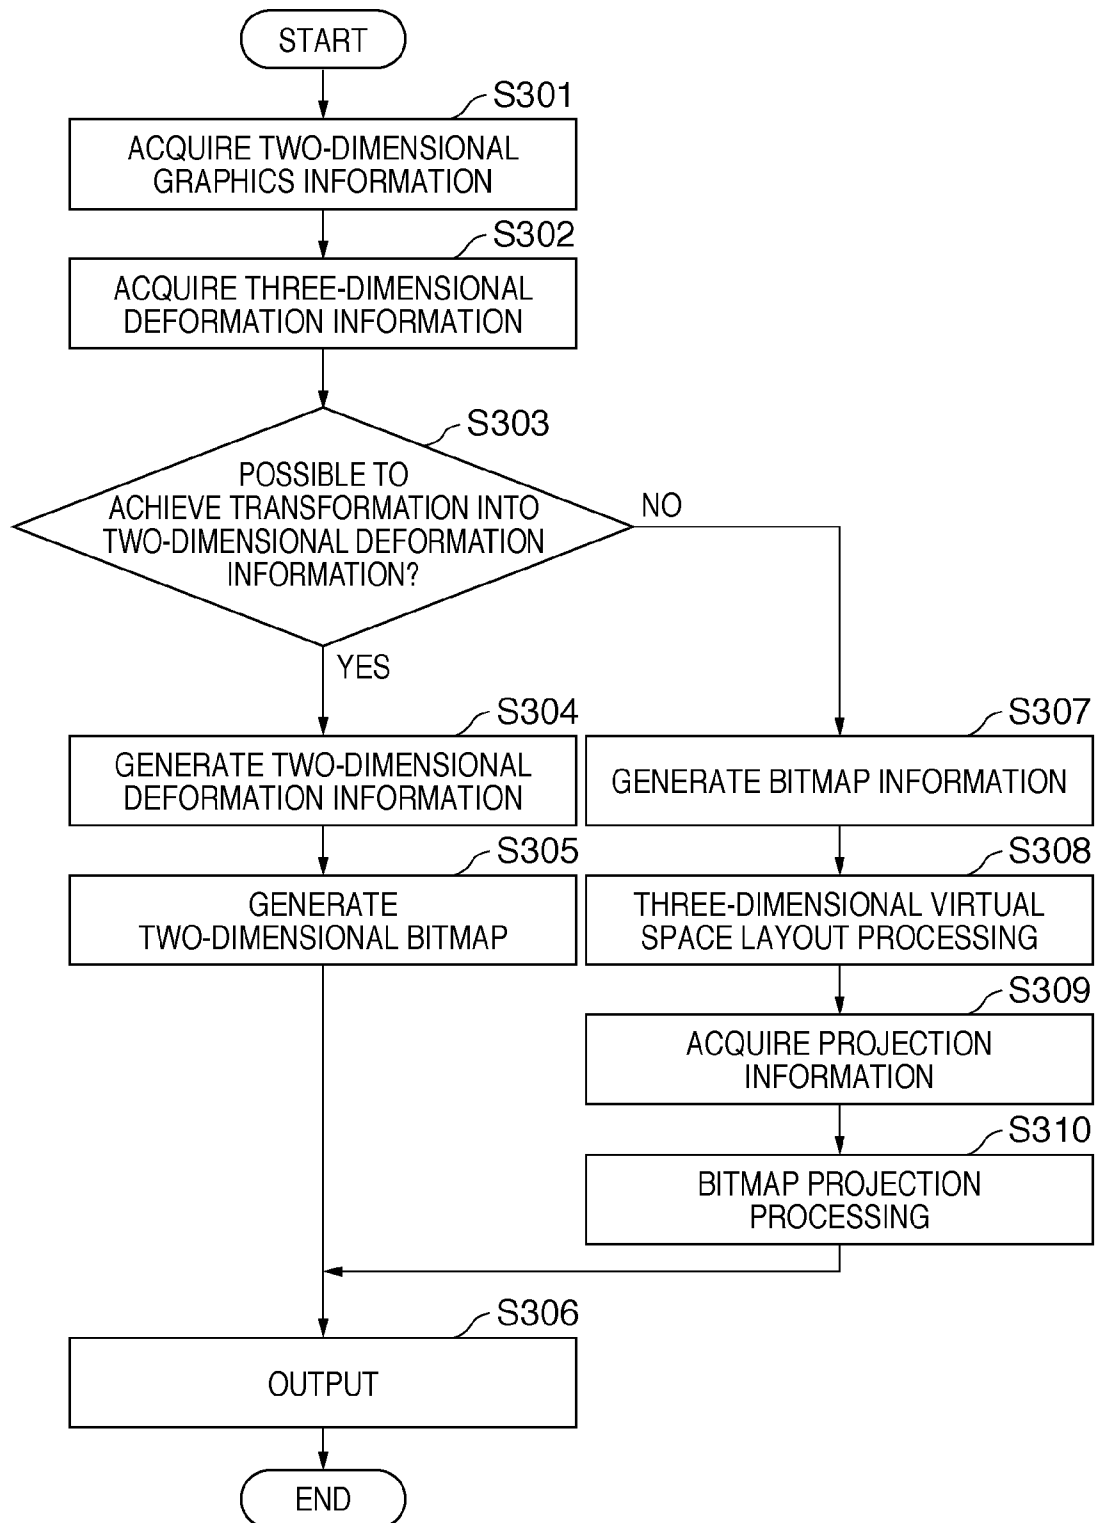 START
S301
ACQUIRE TWO-DIMENSIONAL
GRAPHICS INFORMATION
S302
ACQUIRE THREE-DIMENSIONAL
DEFORMATION INFORMATION
S303
POSSIBLE TO
ACHIEVE TRANSFORMATION INTO
TWO-DIMENSIONAL DEFORMATION
INFORMATION?
NO
YES
S304
GENERATE TWO-DIMENSIONAL
DEFORMATION INFORMATION
S305
GENERATE
TWO-DIMENSIONAL BITMAP
S307
GENERATE BITMAP INFORMATION
S308
THREE-DIMENSIONAL VIRTUAL
SPACE LAYOUT PROCESSING
S309
ACQUIRE PROJECTION
INFORMATION
S310
BITMAP PROJECTION
PROCESSING
S306
OUTPUT
END